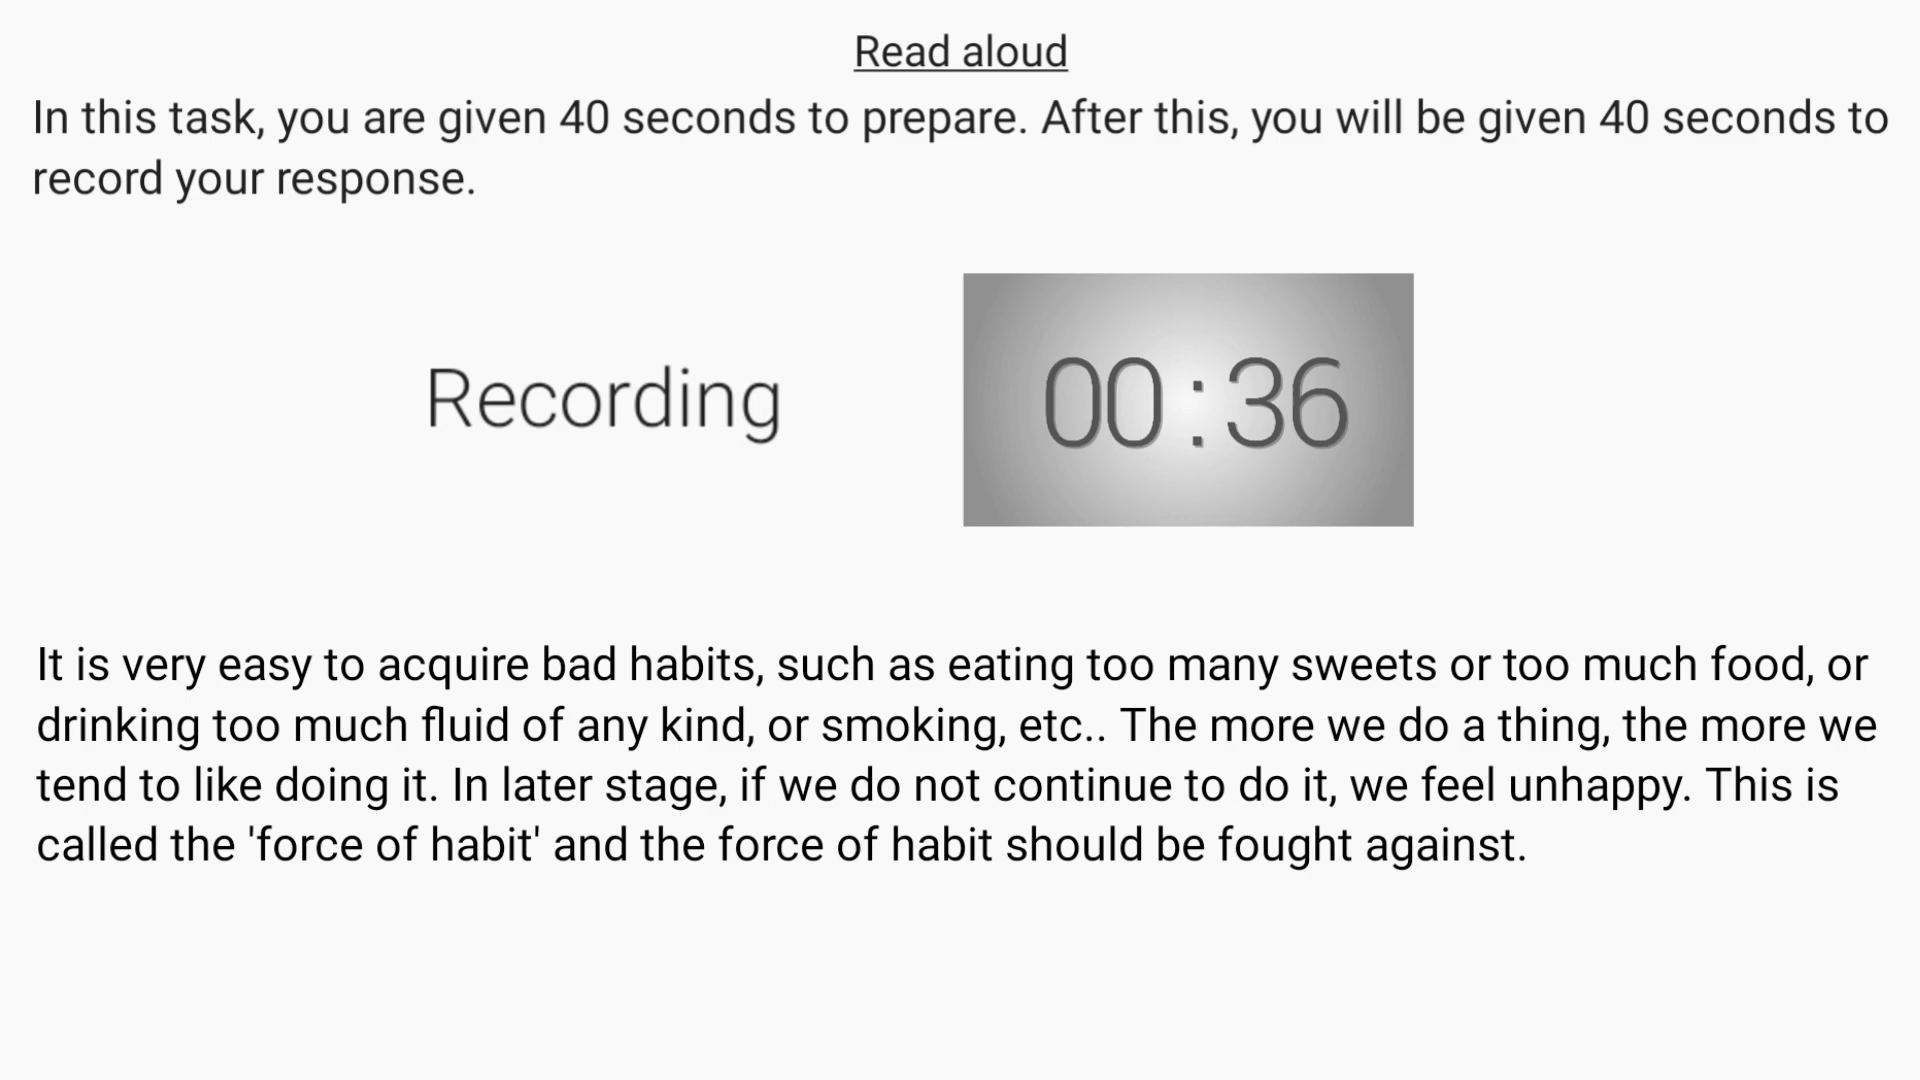 Read aloud
In this task, you are given 40 seconds to prepare. After this, you will be given 40 seconds to
record your response.
Recording
00:36
It is very easy to acquire bad habits, such as eating too many sweets or too much food, or
drinking too much fluid of any kind, or smoking, etc.. The more we do a thing, the more we
tend to like doing it. In later stage, if we do not continue to do it, we feel unhappy. This is
called the 'force of habit' and the force of habit should be fought against.